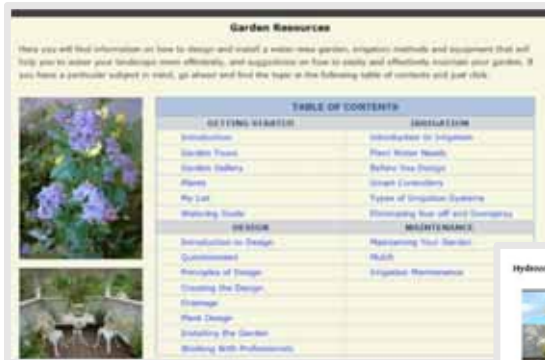 Garden Resources
Here you will find information on how to design and install a water-wise garden, irrigation methods and equipment that will
help you to water your landscape more efficiently, and suggestions on how to easily and effectively maintain your garden. If
you have a particular subject in mind, go ahead and find the topic in the following table of contents and just click.
TABLE OF CONTENTS
GETTING STARTED IRRIGATION
Introduction Introduction to Irrigation
Garden Tours Plant Water Needs
Garden Gallery Before You Design
Plants Smart Controllers
My List Types of Irrigation Systems
Watering Guide Eliminating Run-off and Overspray
DESIGN MAINTENANCE
Introduction to Design Maintaining Your Garden
Questionnaire Mulch
Principles of Design Irrigation Maintenance
Creating the Design
Drainage
Plant Design
Installing the Garden
Working With Professionals